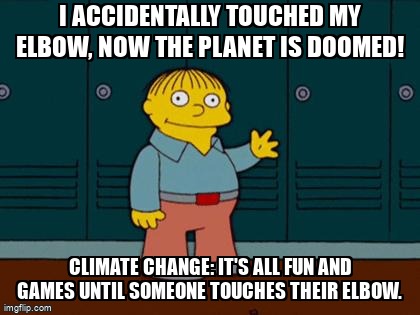 I ACCIDENTALLY TOUCHED MY
ELBOW, NOW THE PLANET IS DOOMED!
CLIMATE CHANGE: IT'S ALL FUN AND
GAMES UNTIL SOMEONE TOUCHES THEIR ELBOW.
imgflip.com